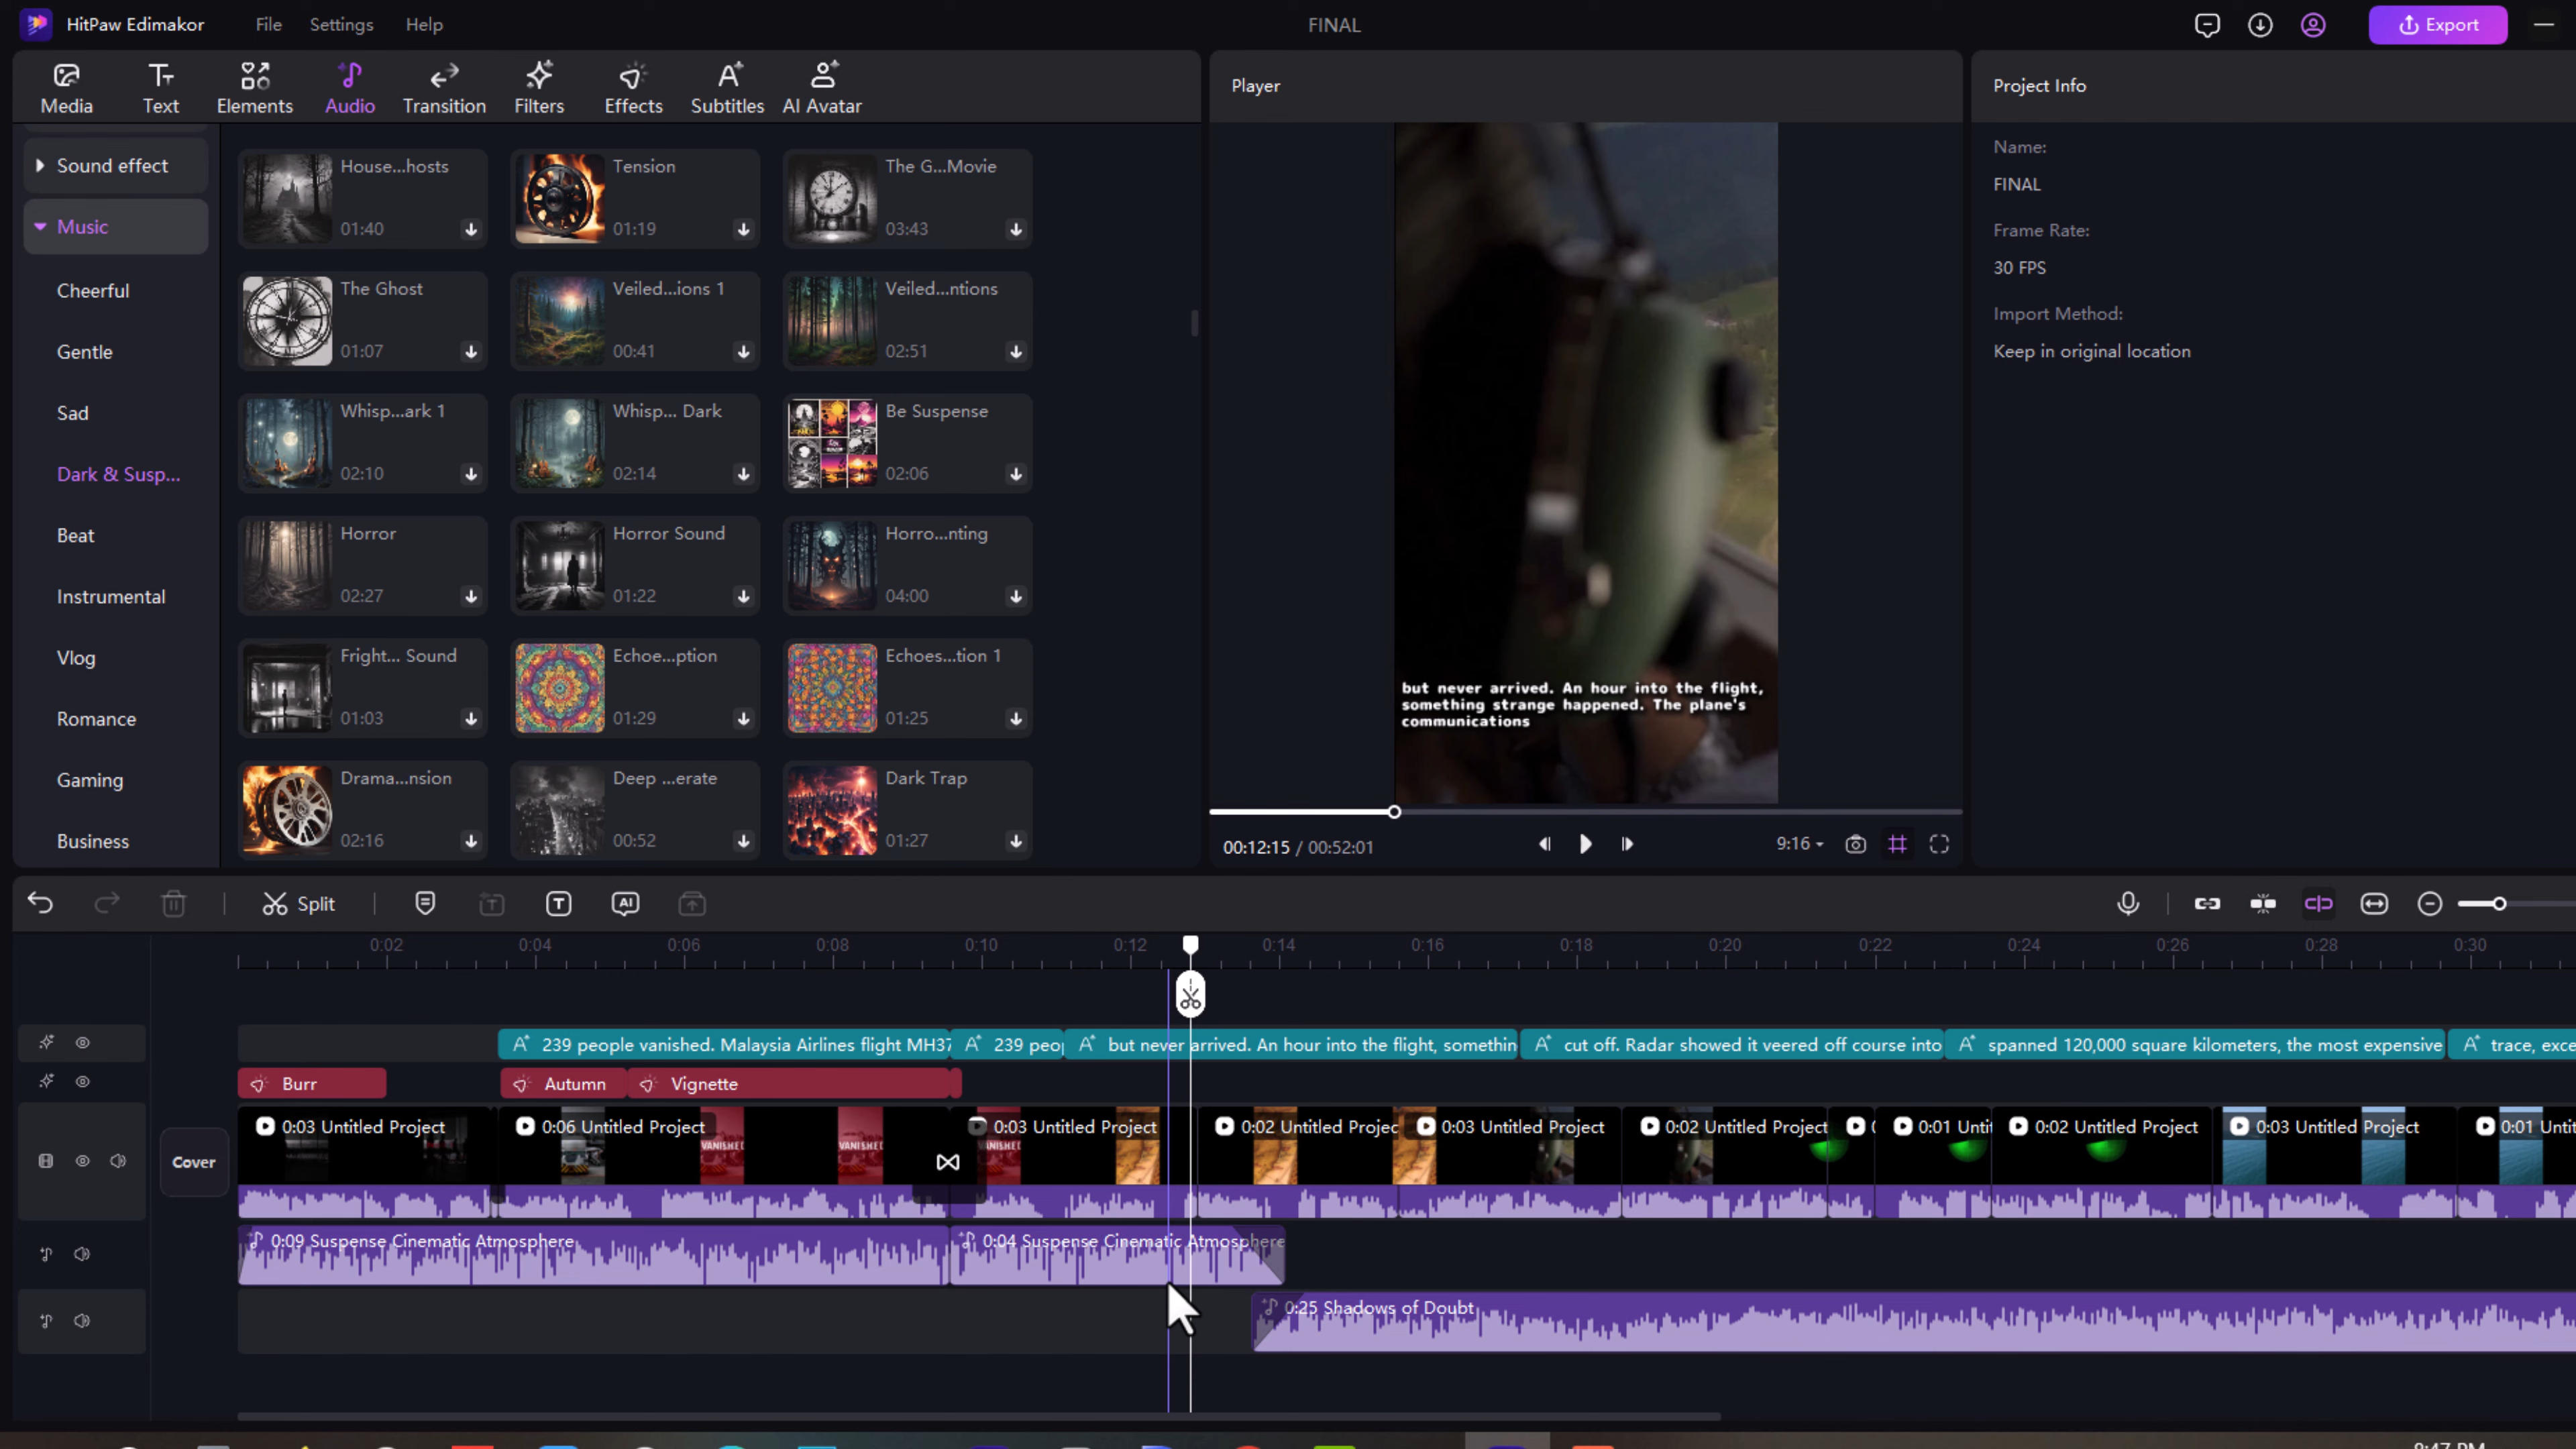 HitPaw Edimakor
File
Settings
Help
FINAL
Export
Media
Text
Elements
Audio
Transition
Filters
Effects
Subtitles
AI Avatar
Player
Project Info
Sound effect
Music
Cheerful
Gentle
Sad
Dark & Susp...
Beat
Instrumental
Vlog
Romance
Gaming
Business
House...hosts
01:40
Tension
01:19
The G...Movie
03:43
The Ghost
01:07
Veiled...ions 1
00:41
Veiled...ntions
02:51
Whisp...ark 1
02:10
Whisp... Dark
02:14
Be Suspense
02:06
Horror
02:27
Horror Sound
01:22
Horro...nting
04:00
Fright... Sound
01:03
Echoe...ption
01:29
Echoes...tion 1
01:25
Drama...nsion
02:16
Deep ...erate
00:52
Dark Trap
01:27
but never arrived. An hour into the flight,
something strange happened. The plane's
communications
00:12:15 / 00:52:01
9:16
Name:
FINAL
Frame Rate:
30 FPS
Import Method:
Keep in original location
Split
AI
0:02
0:04
0:06
0:08
0:10
0:12
0:14
0:16
0:18
0:20
0:22
0:24
0:26
0:28
0:30
239 people vanished. Malaysia Airlines flight MH37
239 peop
but never arrived. An hour into the flight, somethin
cut off. Radar showed it veered off course into
spanned 120,000 square kilometers, the most expensive
trace, exce
Burr
Autumn
Vignette
Cover
0:03 Untitled Project
0:06 Untitled Project
0:03 Untitled Project
0:02 Untitled Projec
0:03 Untitled Project
0:02 Untitled Project
0:01 Untit
0:02 Untitled Project
0:03 Untitled Project
0:01 Untit
VANISHED
VANISHED
VANISHED
0:09 Suspense Cinematic Atmosphere
0:04 Suspense Cinematic Atmosphere
0:25 Shadows of Doubt